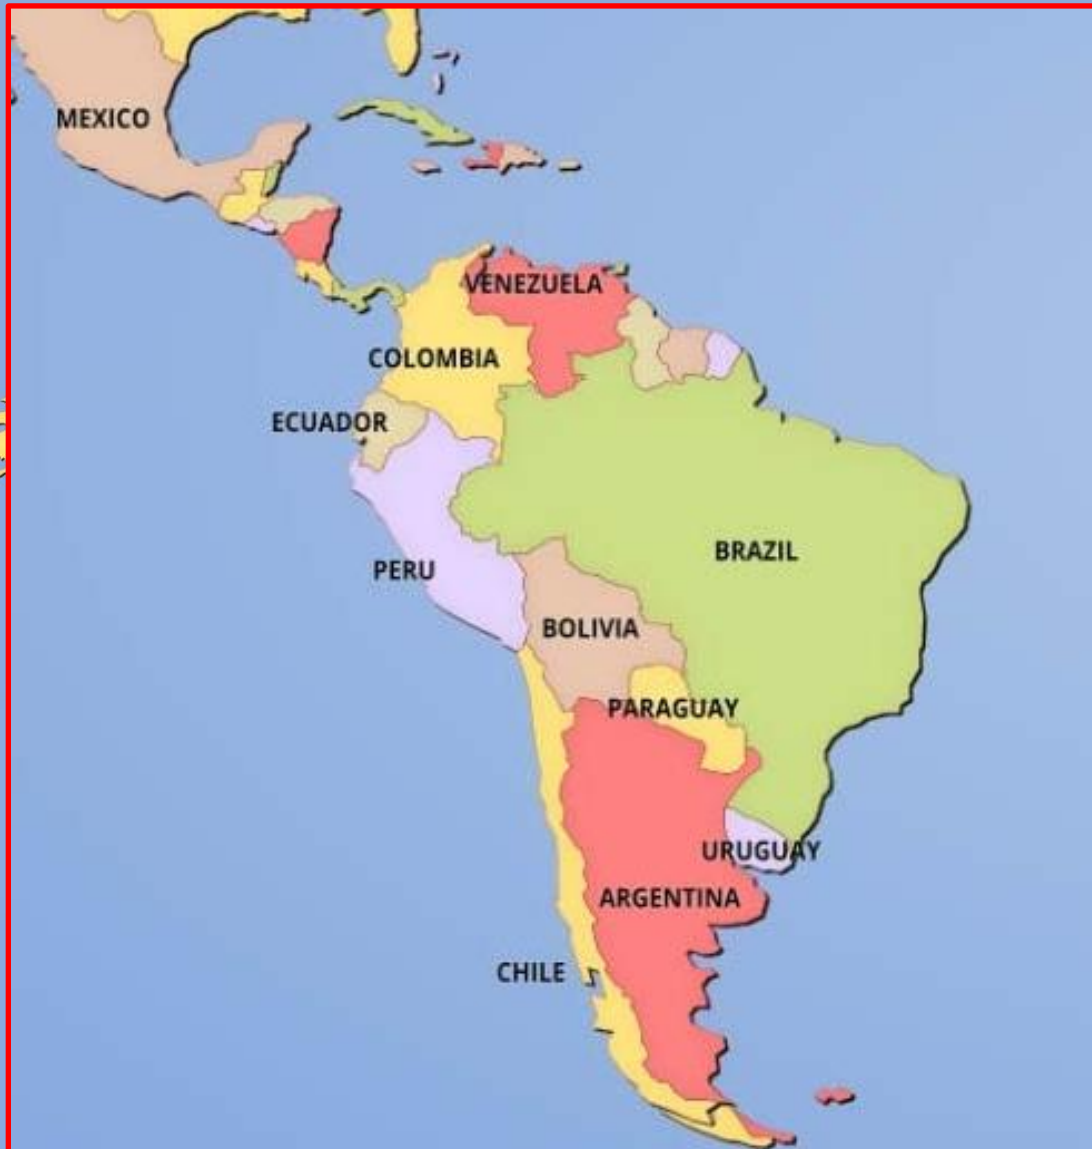 MEXICO
VENEZUELA
COLOMBIA
ECUADOR
BRAZIL
PERU
BOLIVIA
PARAGUAY
URUGUAY
ARGENTINA
CHILE